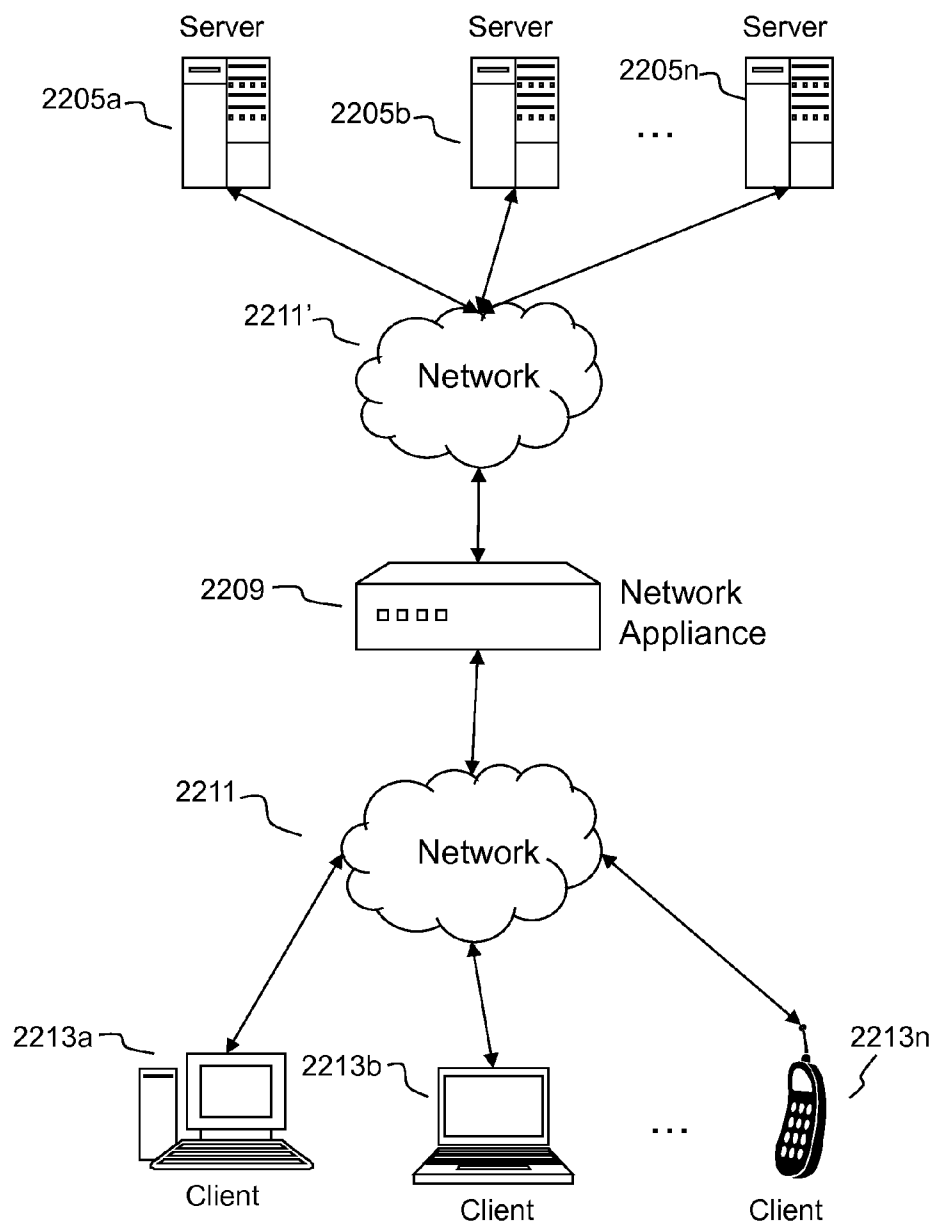 Server
Server
Server
2205a
2205b
2205n
...
2211’
Network
2209
Network
Appliance
2211
Network
2213a
2213b
2213n
...
Client
Client
Client